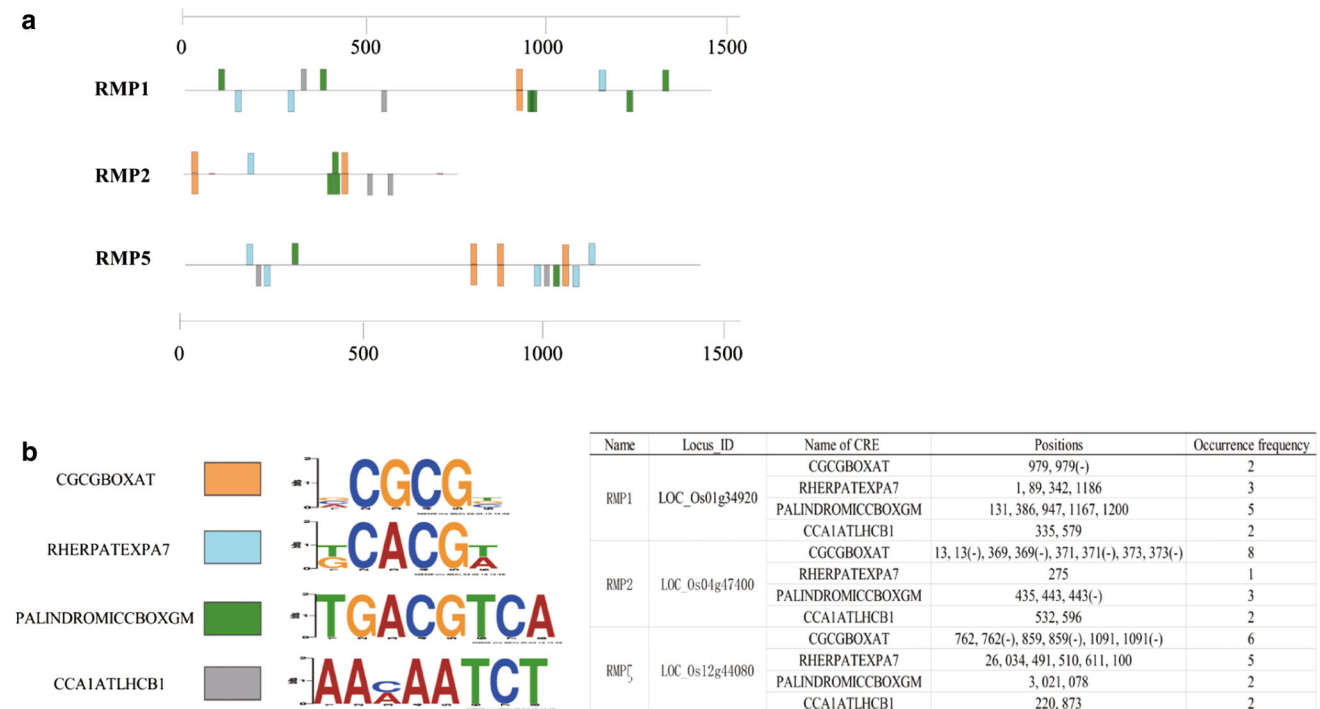 a
0 500 1000 1500
RMP1
RMP2
RMP5
0 500 1000 1500
b
CGCGBOXAT
CGCG
RHERPATEXPA7
TGCACGTA
PALINDROMICCBOXGM
TGACGTCA
CCA1ATLHCB1
AACAAATCT
Name Locus_ID Name of CRE Positions Occurrence frequency
RMP1 LOC_Os01g34920
CGCGBOXAT 979, 979(-) 2
RHERPATEXPA7 1, 89, 342, 1186 3
PALINDROMICCBOXGM 131, 386, 947, 1167, 1200 5
CCA1ATLHCB1 335, 579 2
RMP2 LOC_Os04g47400
CGCGBOXAT 13, 13(-), 369, 369(-), 371, 371(-), 373, 373(-) 8
RHERPATEXPA7 275 1
PALINDROMICCBOXGM 435, 443, 443(-) 3
CCA1ATLHCB1 532, 596 2
RMP5 LOC_Os12g44080
CGCGBOXAT 762, 762(-), 859, 859(-), 1091, 1091(-) 6
RHERPATEXPA7 26, 034, 491, 510, 611, 100 5
PALINDROMICCBOXGM 3, 021, 078 2
CCA1ATLHCB1 220, 873 2